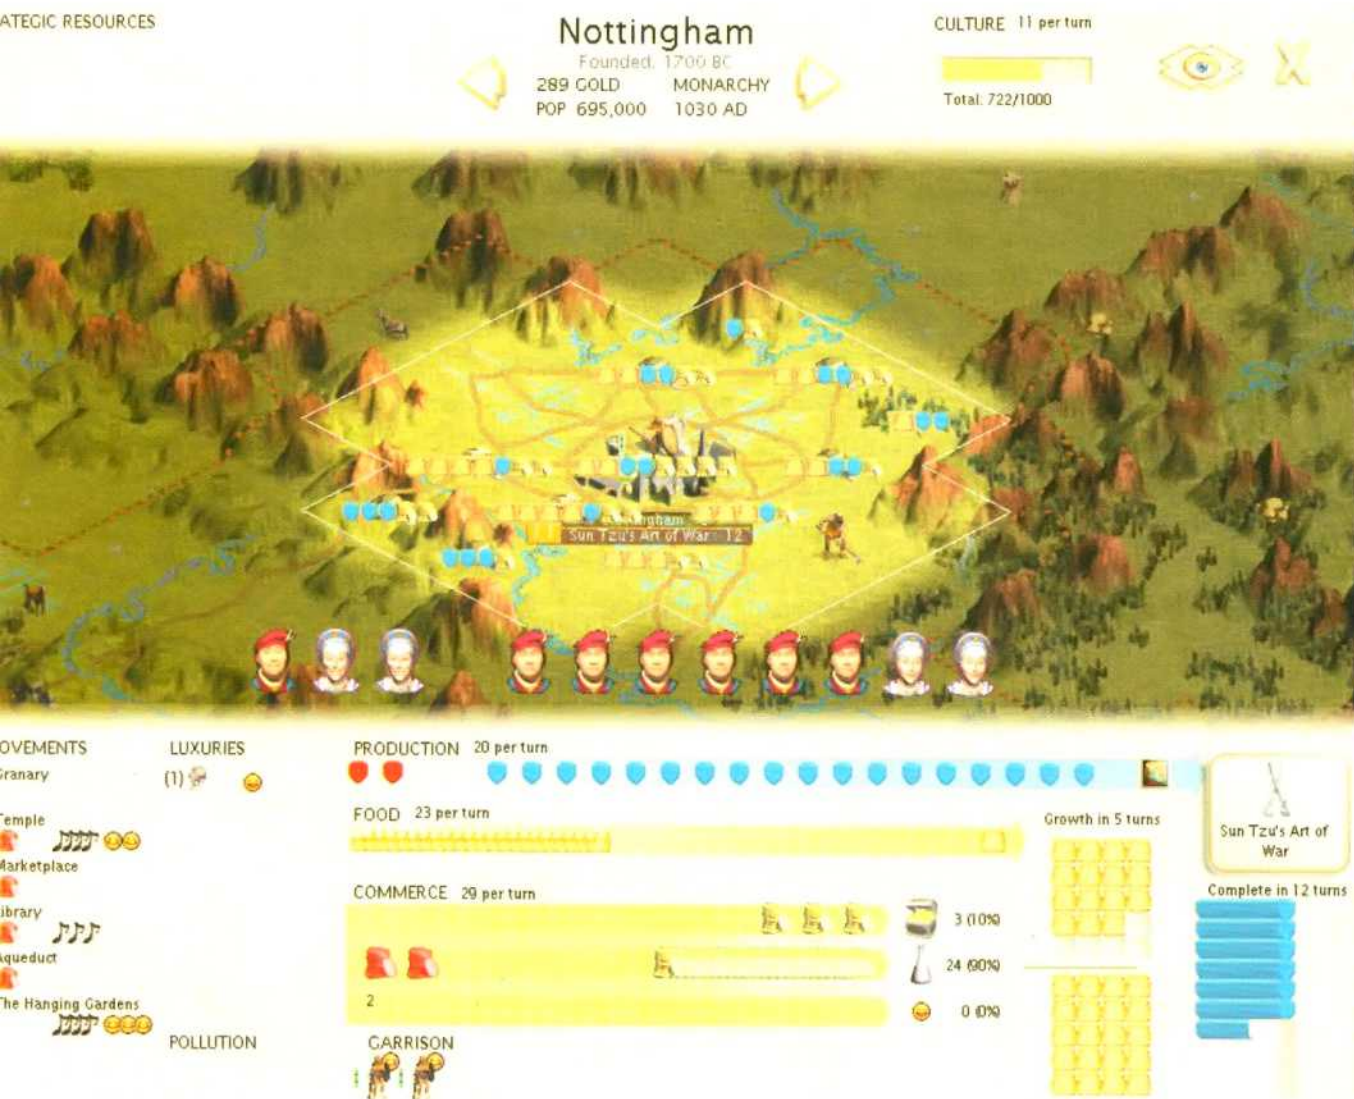 ATEGIC RESOURCES
Nottingham
Founded: 1700 BC
289 GOLD MONARCHY
POP 695,000 1030 AD
CULTURE 11 per turn
Total: 722/1000
ngham
Sun Tzu's Art of War: 12
OVEMENTS
Granary
Temple
Marketplace
ibrary
Aqueduct
The Hanging Gardens
LUXURIES
(1)
POLLUTION
PRODUCTION 20 per turn
FOOD 23 per turn
COMMERCE 29 per turn
3 (10%)
24 (90%)
2
0 (0%)
GARRISON
Growth in 5 turns
Sun Tzu's Art of
War
Complete in 12 turns